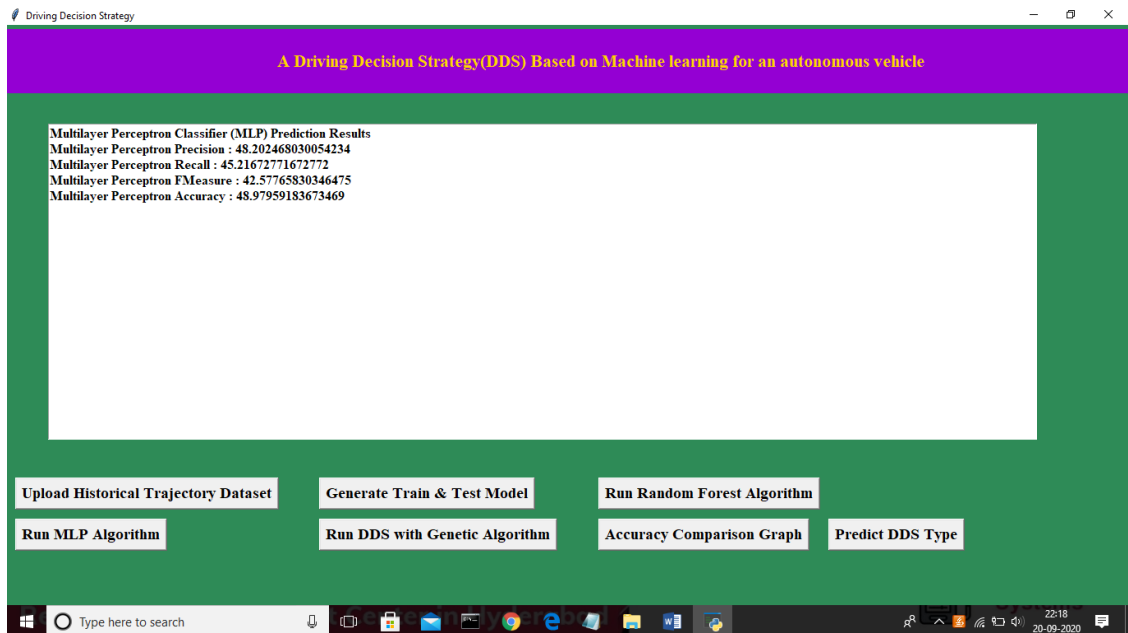 Driving Decision Strategy
A Driving Decision Strategy(DDS) Based on Machine learning for an autonomous vehicle
Multilayer Perceptron Classifier (MLP) Prediction Results
Multilayer Perceptron Precision : 48.202468030054234
Multilayer Perceptron Recall : 45.21672771672772
Multilayer Perceptron FMeasure : 42.57765830346475
Multilayer Perceptron Accuracy : 48.97959183673469
Upload Historical Trajectory Dataset
Generate Train & Test Model
Run Random Forest Algorithm
Run MLP Algorithm
Run DDS with Genetic Algorithm
Accuracy Comparison Graph
Predict DDS Type
Type here to search
22:18
20-09-2020